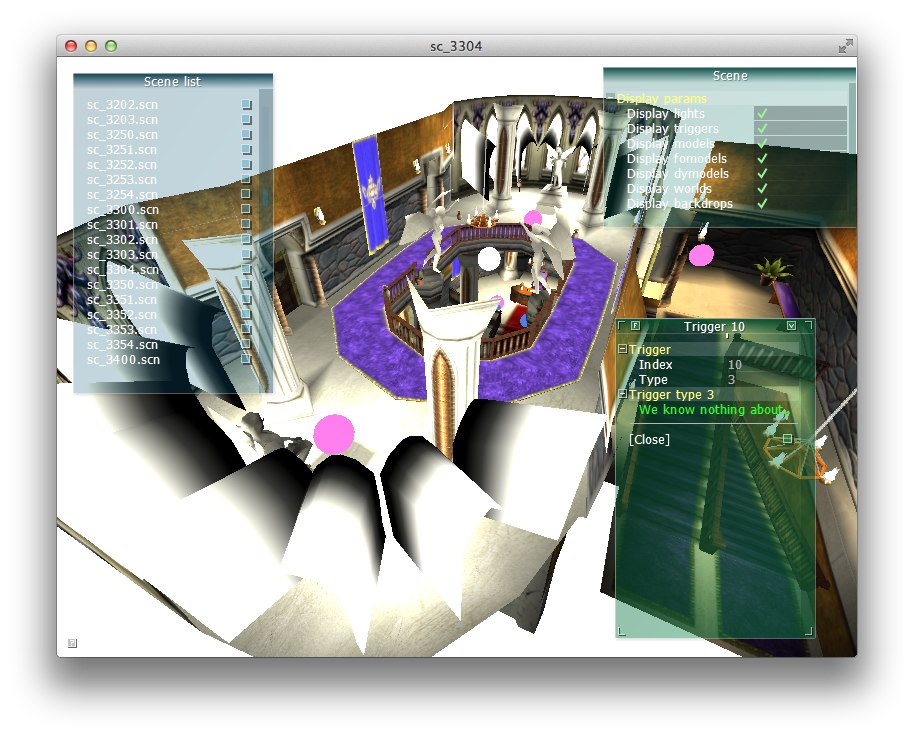 sc_3304
Scene list
sc_3202.scn
sc_3203.scn
sc_3250.scn
sc_3251.scn
sc_3252.scn
sc_3253.scn
sc_3254.scn
sc_3300.scn
sc_3301.scn
sc_3302.scn
sc_3303.scn
sc_3304.scn
sc_3350.scn
sc_3351.scn
sc_3352.scn
sc_3353.scn
sc_3354.scn
sc_3400.scn
Scene
Display params
Display lights
Display triggers
Display models
Display fomodels
Display dymodels
Display worlds
Display backdrops
Trigger 10
Trigger
Index 10
Type 3
Trigger type 3
We know nothing about
[Close]